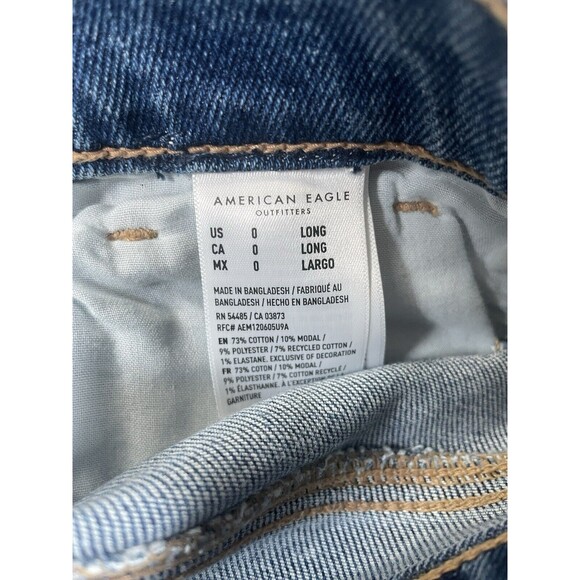 AMERICAN EAGLE
OUTFITTERS
US 0 LONG
CA 0 LONG
MX 0 LARGO
MADE IN BANGLADESH / FABRIQUÉ AU
BANGLADESH / HECHO EN BANGLADESH
RN 54485 / CA 03873
RFC# AEM120605U9A
EN 73% COTTON / 10% MODAL /
9% POLYESTER / 7% RECYCLED COTTON /
1% ELASTANE. EXCLUSIVE OF DECORATION
FR 73% COTON / 10% MODAL /
9% POLYESTER / 7% COTON RECYCLÉ /
1% ÉLASTHANNE. À L'EXCEPTION DE LA
GARNITURE